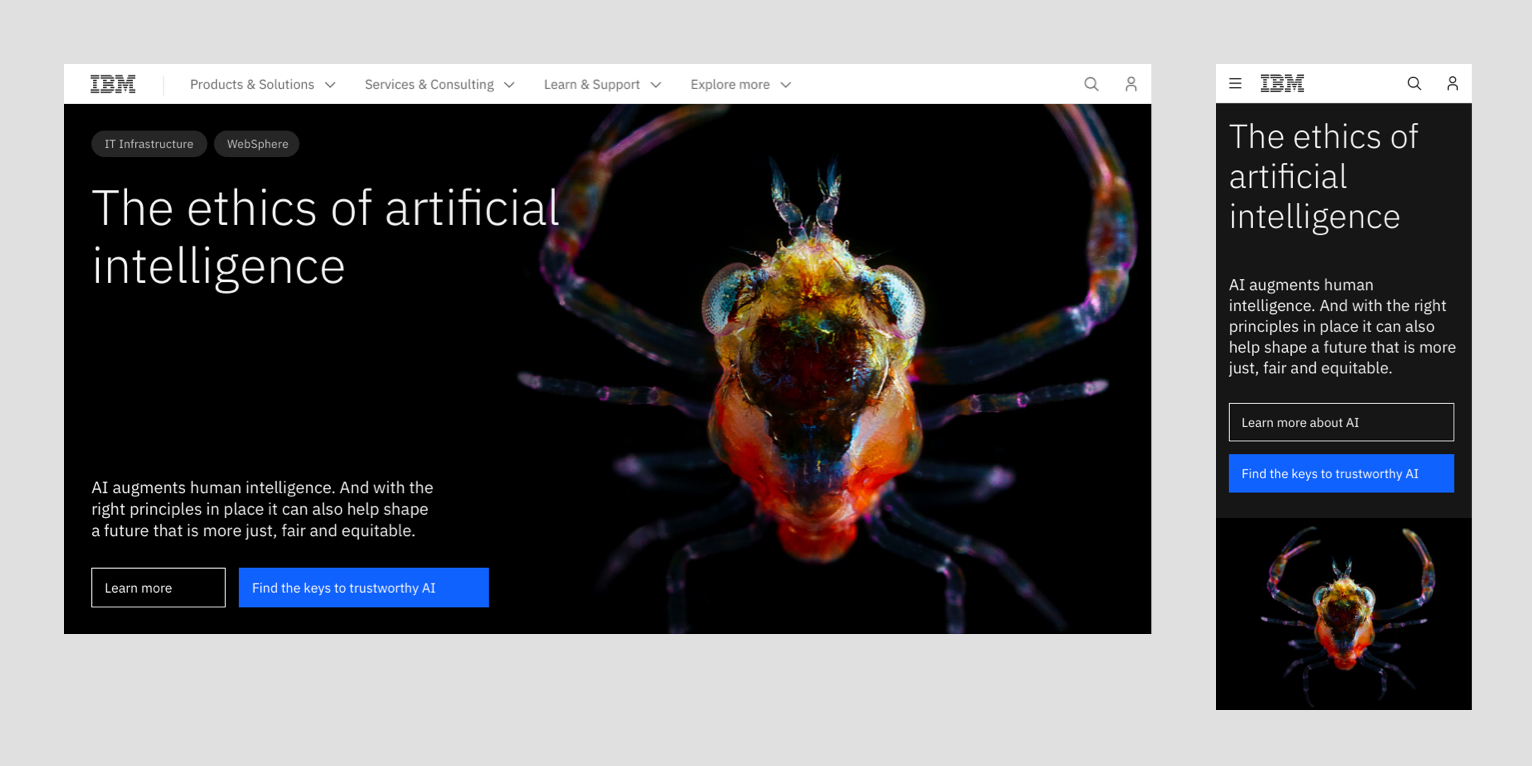 IBM
Products & Solutions
Services & Consulting
Learn & Support
Explore more
IT Infrastructure
WebSphere
The ethics of artificial
intelligence
AI augments human intelligence. And with the
right principles in place it can also help shape
a future that is more just, fair and equitable.
Learn more
Find the keys to trustworthy AI
IBM
The ethics of
artificial
intelligence
AI augments human
intelligence. And with the right
principles in place it can also
help shape a future that is more
just, fair and equitable.
Learn more about AI
Find the keys to trustworthy AI